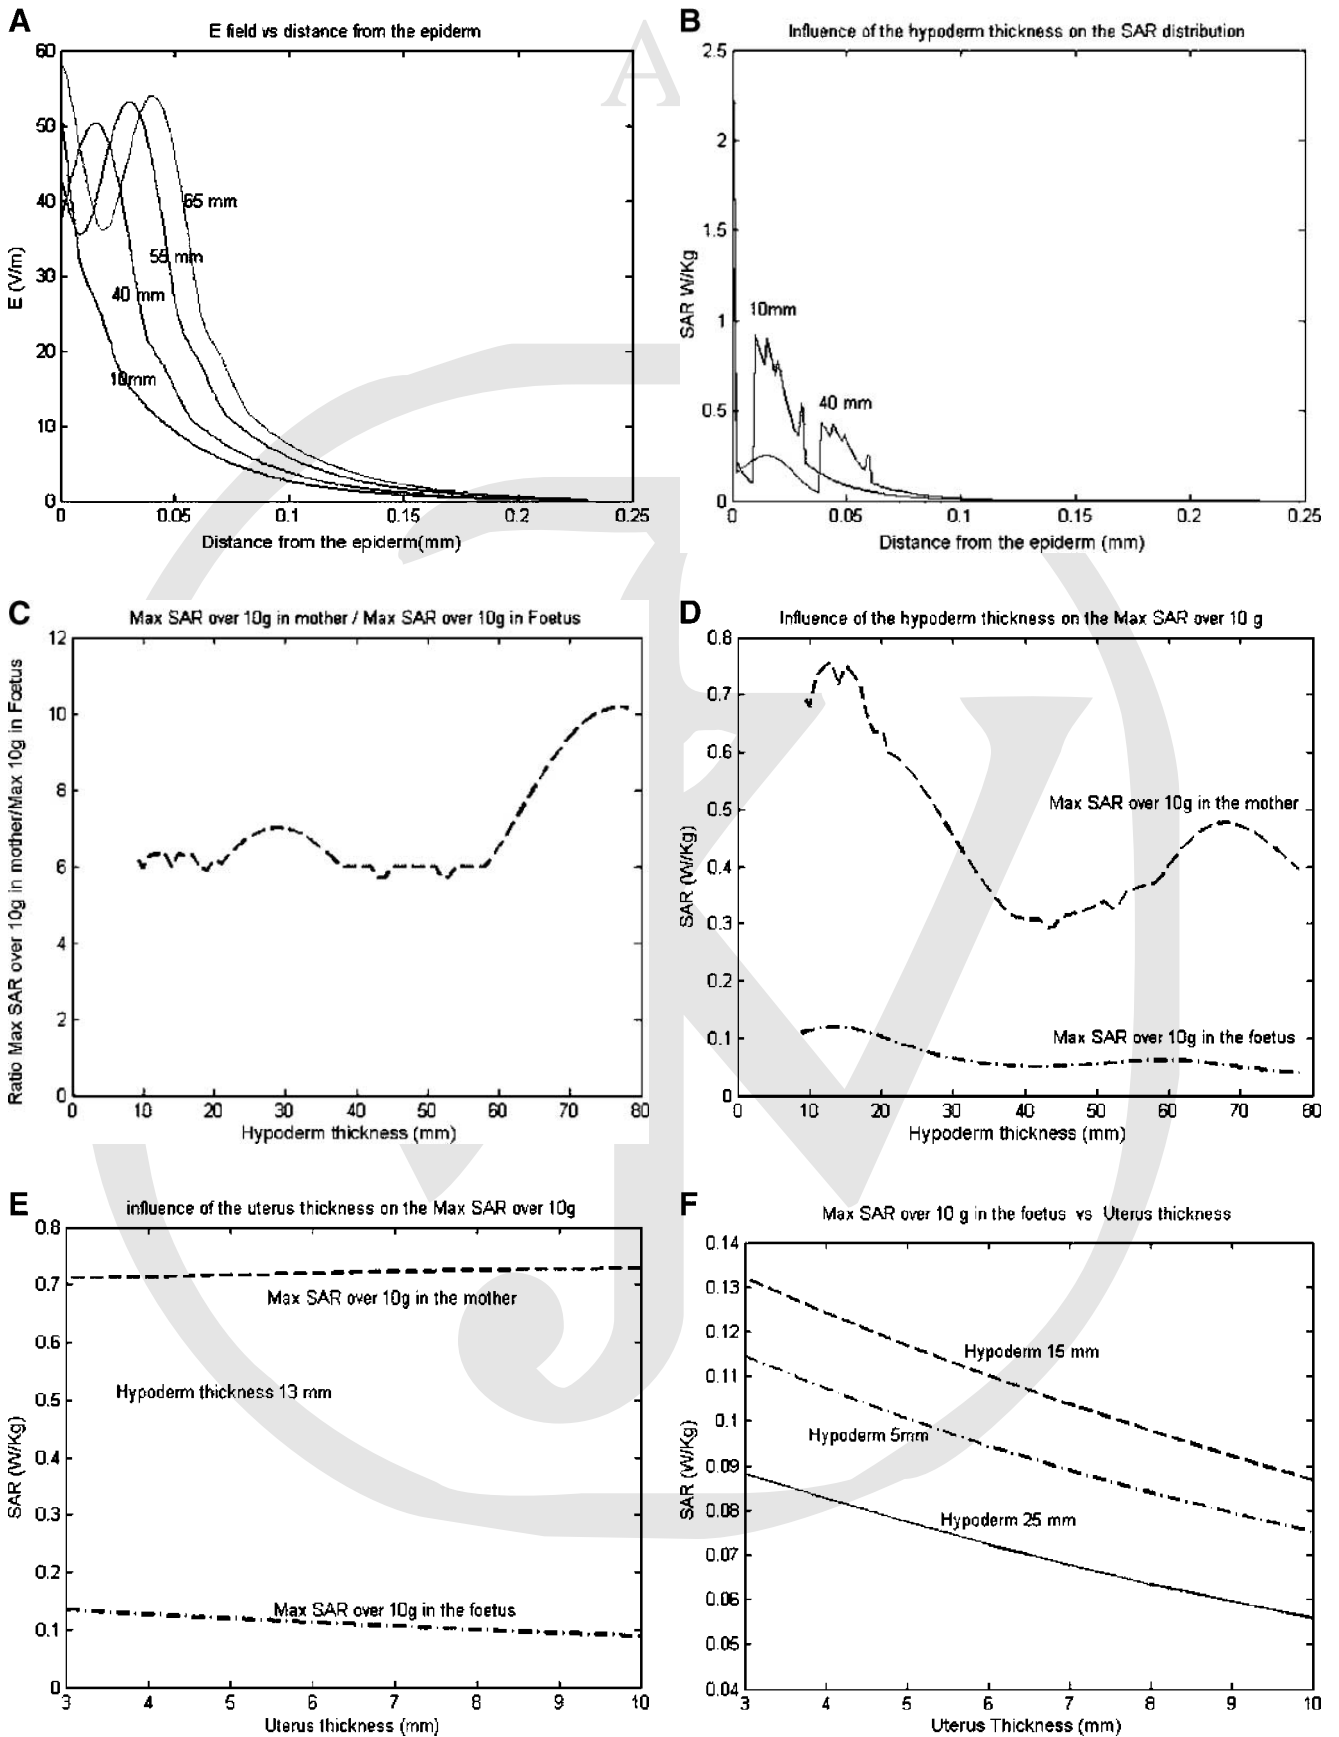 A
E field vs distance from the epiderm
60
50
40
30
20
10
0
E (V/m)
65 mm
55 mm
40 mm
10mm
0 0.05 0.1 0.15 0.2 0.25
Distance from the epiderm(mm)
B
Influence of the hypoderm thickness on the SAR distribution
2.5
2
1.5
1
0.5
0
SAR W/Kg
10mm
40 mm
0 0.05 0.1 0.15 0.2 0.25
Distance from the epiderm (mm)
C
Max SAR over 10g in mother / Max SAR over 10g in Foetus
12
10
8
6
4
2
0
Ratio Max SAR over 10g in mother/Max 10g in Fœtus
0 10 20 30 40 50 60 70 80
Hypoderm thickness (mm)
D
Influence of the hypoderm thickness on the Max SAR over 10 g
0.8
0.7
0.6
0.5
0.4
0.3
0.2
0.1
0
SAR (W/Kg)
Max SAR over 10g in the mother
Max SAR over 10g in the foetus
0 10 20 30 40 50 60 70 80
Hypoderm thickness (mm)
E
influence of the uterus thickness on the Max SAR over 10g
0.8
0.7
0.6
0.5
0.4
0.3
0.2
0.1
0
SAR (W/Kg)
Max SAR over 10g in the mother
Hypoderm thickness 13 mm
Max SAR over 10g in the foetus
3 4 5 6 7 8 9 10
Uterus thickness (mm)
F
Max SAR over 10 g in the foetus vs Uterus thickness
0.14
0.13
0.12
0.11
0.1
0.09
0.08
0.07
0.06
0.05
0.04
SAR (W/Kg)
Hypoderm 15 mm
Hypoderm 5mm
Hypoderm 25 mm
3 4 5 6 7 8 9 10
Uterus Thickness (mm)